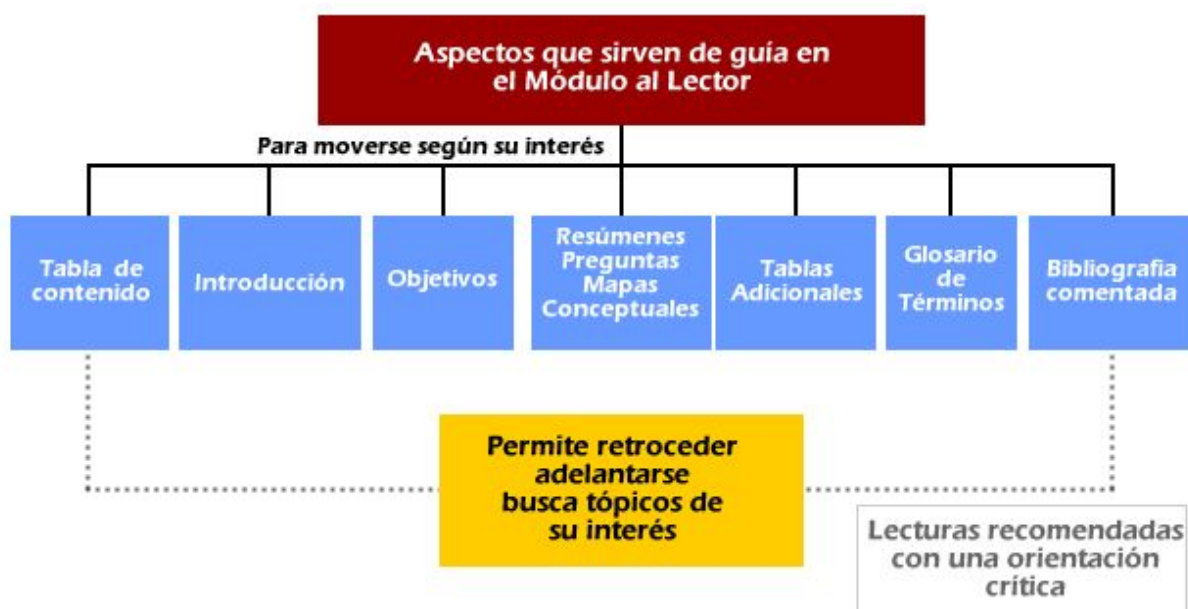 Aspectos que sirven de guía en
el Módulo al Lector
Para moverse según su interés
Tabla de
contenido
Introducción
Objetivos
Resúmenes
Preguntas
Mapas
Conceptuales
Tablas
Adicionales
Glosario
de
Términos
Bibliografia
comentada
Permite retroceder
adelantarse
busca tópicos de
su interés
Lecturas recomendadas
con una orientación
crítica